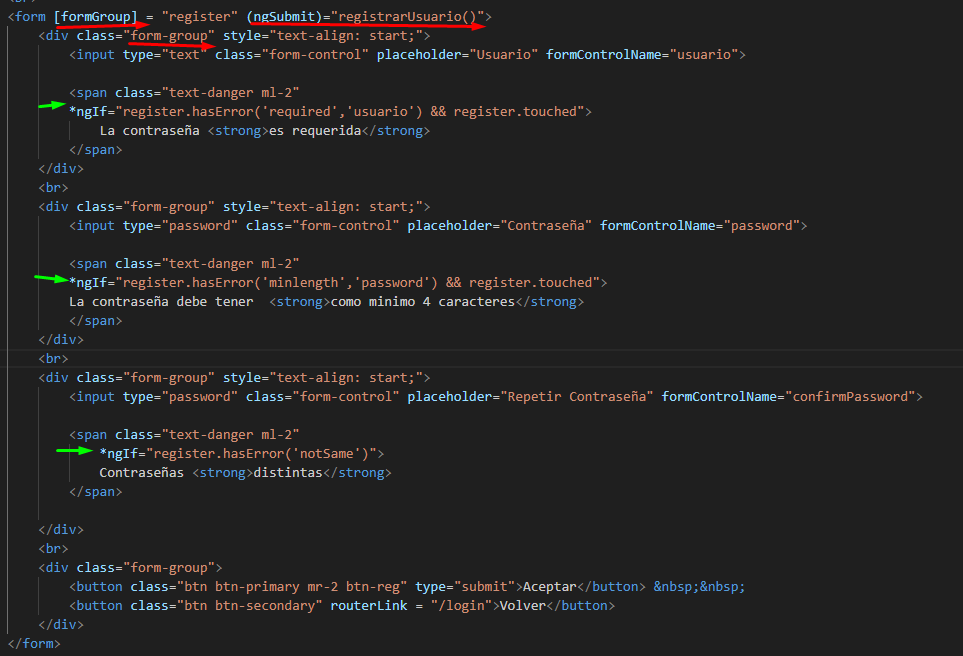 <form [formGroup] = "register" (ngSubmit)="registrarUsuario()">
<div class="form-group" style="text-align: start;">
<input type="text" class="form-control" placeholder="Usuario" formControlName="usuario">
<span class="text-danger ml-2"
*ngIf="register.hasError('required','usuario') && register.touched">
La contraseña <strong>es requerida</strong>
</span>
</div>
<br>
<div class="form-group" style="text-align: start;">
<input type="password" class="form-control" placeholder="Contraseña" formControlName="password">
<span class="text-danger ml-2"
*ngIf="register.hasError('minlength','password') && register.touched">
La contraseña debe tener  <strong>como minimo 4 caracteres</strong>
</span>
</div>
<br>
<div class="form-group" style="text-align: start;">
<input type="password" class="form-control" placeholder="Repetir Contraseña" formControlName="confirmPassword">
<span class="text-danger ml-2"
*ngIf="register.hasError('notSame')">
Contraseñas <strong>distintas</strong>
</span>
</div>
<br>
<div class="form-group">
<button class="btn btn-primary mr-2 btn-reg" type="submit">Aceptar</button> &nbsp;&nbsp;
<button class="btn btn-secondary" routerLink = "/login">Volver</button>
</div>
</form>